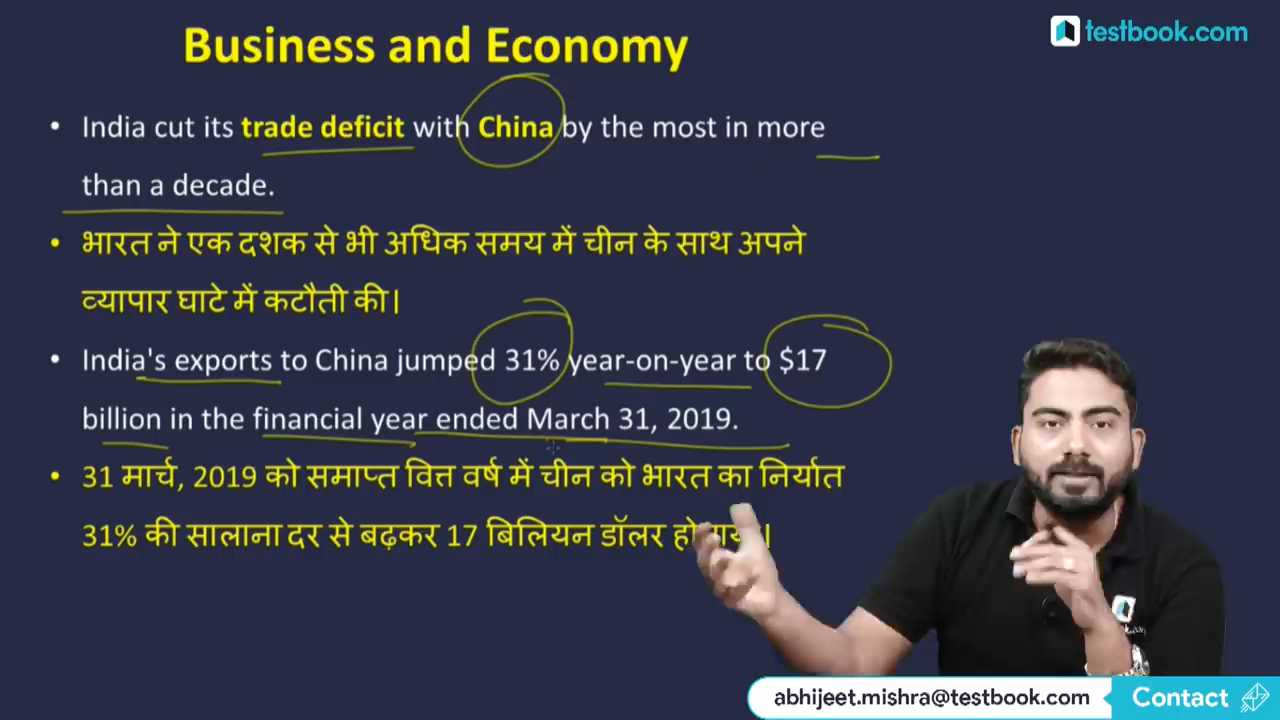 Business and Economy
testbook.com
• India cut its trade deficit with China by the most in more
than a decade.
• भारत ने एक दशक से भी अधिक समय में चीन के साथ अपने
व्यापार घाटे में कटौती की।
• India's exports to China jumped 31% year-on-year to $17
billion in the financial year ended March 31, 2019.
• 31 मार्च, 2019 को समाप्त वित्त वर्ष में चीन को भारत का निर्यात
31% की सालाना दर से बढ़कर 17 बिलियन डॉलर हो
abhijeet.mishra@testbook.com
Contact